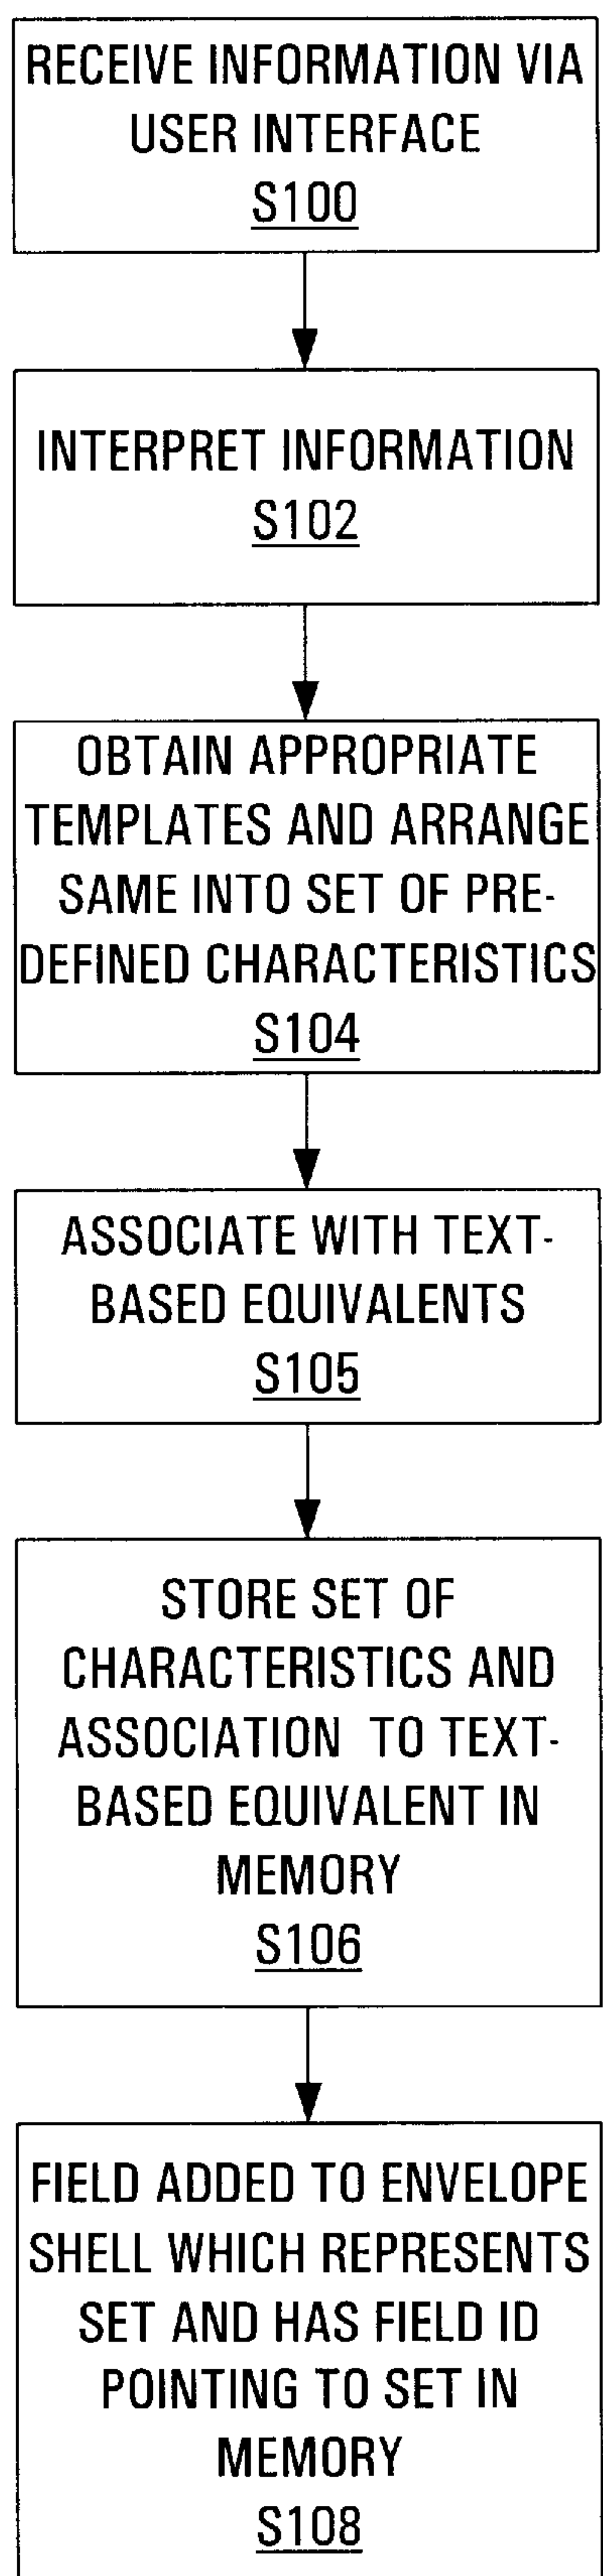 RECEIVE INFORMATION VIA
USER INTERFACE
S100
INTERPRET INFORMATION
S102
OBTAIN APPROPRIATE
TEMPLATES AND ARRANGE
SAME INTO SET OF PRE-
DEFINED CHARACTERISTICS
S104
ASSOCIATE WITH TEXT-
BASED EQUIVALENTS
S105
STORE SET OF
CHARACTERISTICS AND
ASSOCIATION TO TEXT-
BASED EQUIVALENT IN
MEMORY
S106
FIELD ADDED TO ENVELOPE
SHELL WHICH REPRESENTS
SET AND HAS FIELD ID
POINTING TO SET IN
MEMORY
S108